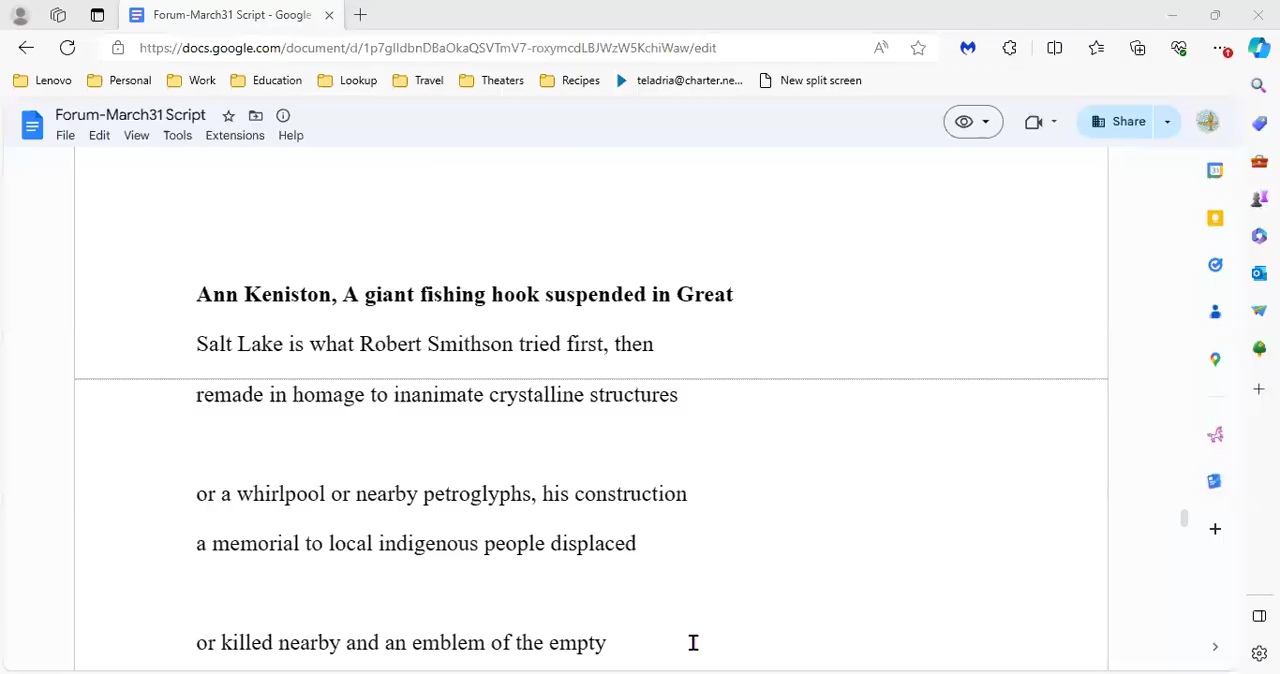 Forum-March31 Script - Google
https://docs.google.com/document/d/1p7glldbnDBaOkaQSVTmV7-roxymcdLBJWzW5KchiWaw/edit
Lenovo Personal Work Education Lookup Travel Theaters Recipes teladria@charter.ne... New split screen
Forum-March31 Script
File Edit View Tools Extensions Help
Share
Ann Keniston, A giant fishing hook suspended in Great
Salt Lake is what Robert Smithson tried first, then
remade in homage to inanimate crystalline structures
or a whirlpool or nearby petroglyphs, his construction
a memorial to local indigenous people displaced
or killed nearby and an emblem of the empty